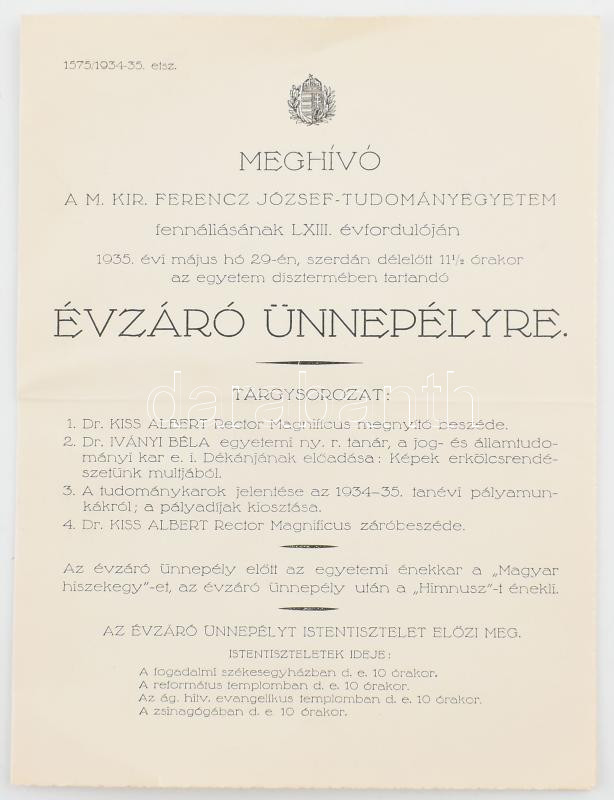 1575/1934-35. etsz.
MEGHÍVÓ
A M. KIR. FERENCZ JÓZSEF-TUDOMÁNYEGYETEM
fennállásának LXIII. évfordulóján
1935. évi május hó 29-én, szerdán délelőtt 11½ órakor
az egyetem dísztermében tartandó
ÉVZÁRÓ ÜNNEPÉLYRE.
TÁRGYSOROZAT:
darabanth
1. Dr. KISS ALBERT Rector Magnificus megnyitó beszéde.
2. Dr. IVÁNYI BÉLA egyetemi ny. r. tanár, a jog- és államtudo-
mányi kar e. i. Dékánjának előadása: Képek erkölcsrendé-
szetünk multjából.
3. A tudománykarok jelentése az 1934-35. tanévi pályamun-
kákról; a pályadíjak kiosztása.
4. Dr. KISS ALBERT Rector Magnificus záróbeszéde.
Az évzáró ünnepély előtt az egyetemi énekkar a „Magyar
hiszekegy"-et, az évzáró ünnepély után a „Himnusz"-t énekli.
AZ ÉVZÁRÓ ÜNNEPÉLYT ISTENTISZTELET ELŐZI MEG.
ISTENTISZTELETEK IDEJE:
A fogadalmi székesegyházban d. e. 10 órakor.
A református templomban d. e. 10 órakor.
Az ág. hitv. evangelikus templomban d. e. 10 órakor.
A zsinagógában d. e. 10 órakor.